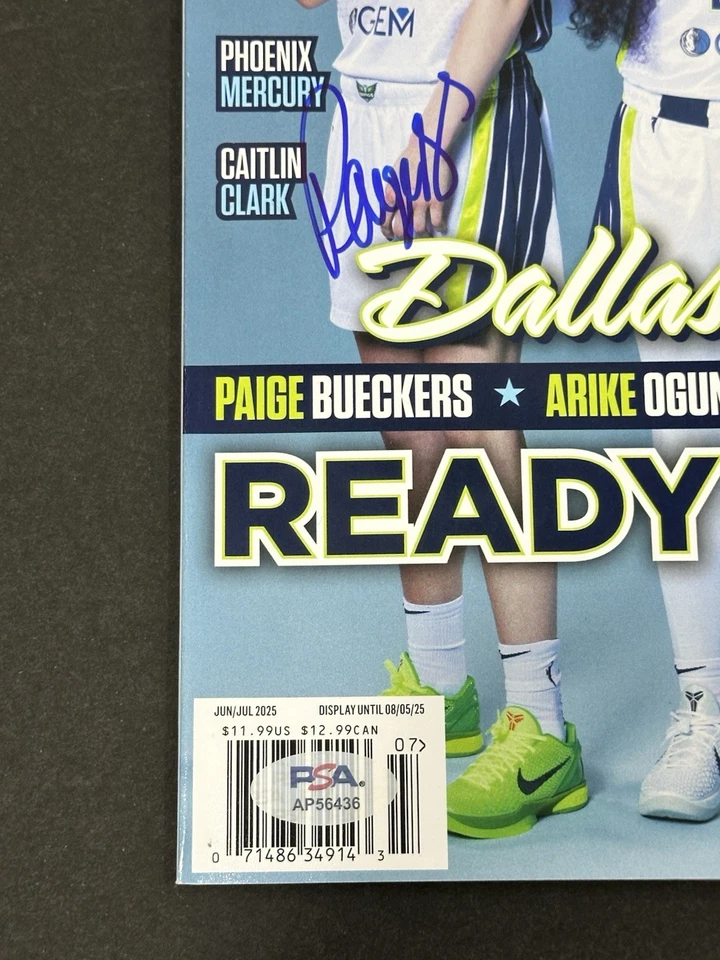 GEM
PHOENIX
MERCURY
CAITLIN
CLARK
Paige
Dallas
PAIGE BUECKERS ★ ARIKE OGUN
READY
JUN/JUL 2025 DISPLAY UNTIL 08/05/25
$11.99US $12.99CAN
07>
PSA
AP56436
0 71486 34914 3